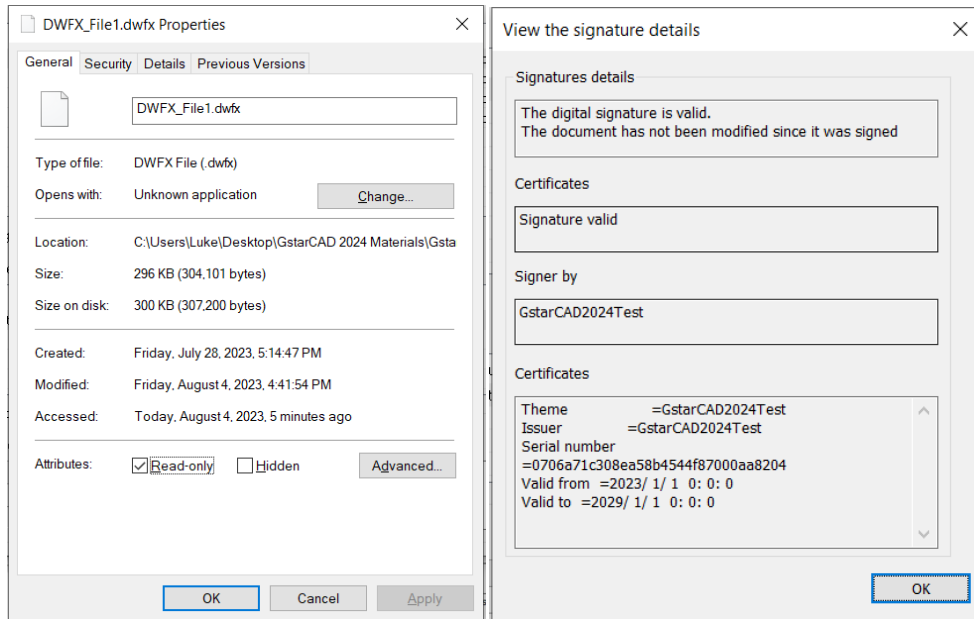 DWFX_File1.dwfx Properties
General Security Details Previous Versions
DWFX_File1.dwfx
Type of file: DWFX File (.dwfx)
Opens with: Unknown application Change...
Location: C:\Users\Luke\Desktop\GstarCAD 2024 Materials\Gsta
Size: 296 KB (304,101 bytes)
Size on disk: 300 KB (307,200 bytes)
Created: Friday, July 28, 2023, 5:14:47 PM
Modified: Friday, August 4, 2023, 4:41:54 PM
Accessed: Today, August 4, 2023, 5 minutes ago
Attributes: Read-only Hidden Advanced...
OK Cancel Apply
View the signature details
Signatures details
The digital signature is valid.
The document has not been modified since it was signed
Certificates
Signature valid
Signer by
GstarCAD2024Test
Certificates
Theme =GstarCAD2024Test
Issuer =GstarCAD2024Test
Serial number
=0706a71c308ea58b4544f87000aa8204
Valid from =2023/ 1/ 1 0: 0: 0
Valid to =2029/ 1/ 1 0: 0: 0
OK